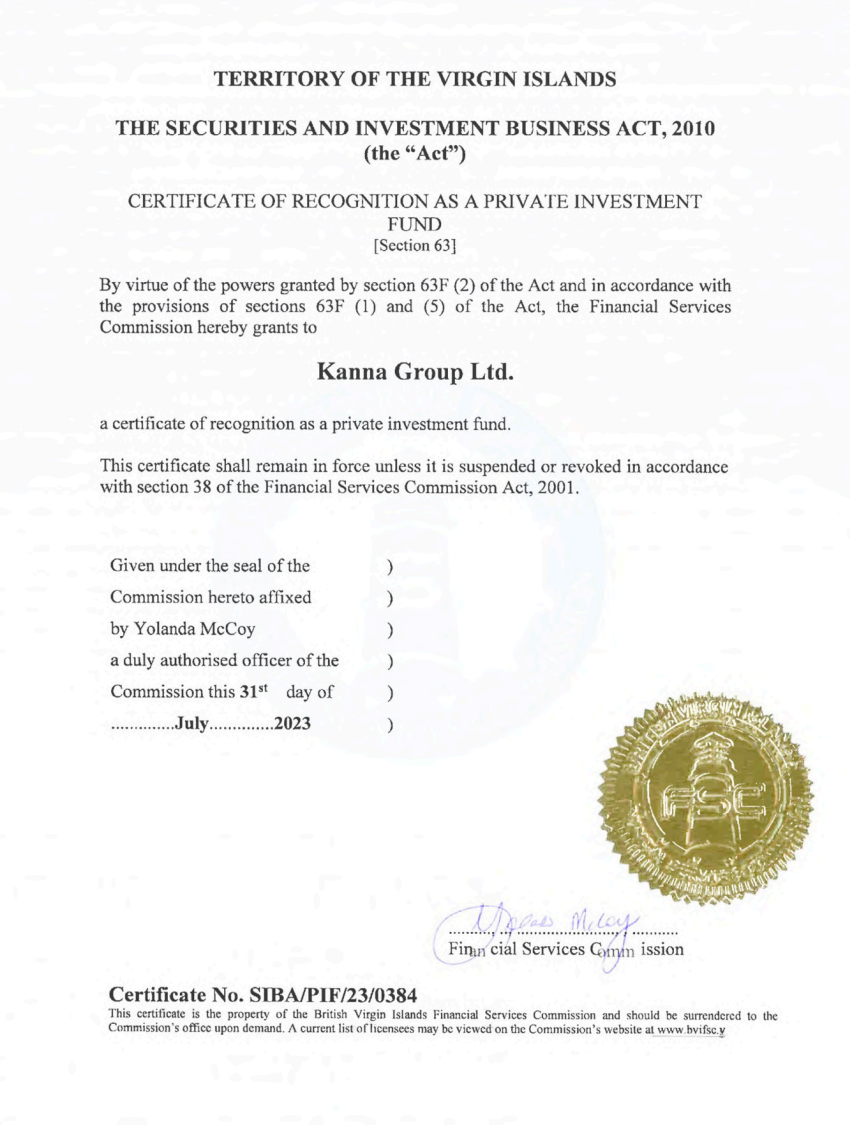 TERRITORY OF THE VIRGIN ISLANDS
THE SECURITIES AND INVESTMENT BUSINESS ACT, 2010
(the “Act”)
CERTIFICATE OF RECOGNITION AS A PRIVATE INVESTMENT
FUND
[Section 63]
By virtue of the powers granted by section 63F (2) of the Act and in accordance with
the provisions of sections 63F (1) and (5) of the Act, the Financial Services
Commission hereby grants to
Kanna Group Ltd.
a certificate of recognition as a private investment fund.
This certificate shall remain in force unless it is suspended or revoked in accordance
with section 38 of the Financial Services Commission Act, 2001.
Given under the seal of the )
Commission hereto affixed )
by Yolanda McCoy )
a duly authorised officer of the )
Commission this 31st day of )
..............July..............2023 )
BRITISH VIRGIN ISLANDS
FSC
Financial Services Commission
Certificate No. SIBA/PIF/23/0384
This certificate is the property of the British Virgin Islands Financial Services Commission and should be surrendered to the
Commission’s office upon demand. A current list of licensees may be viewed on the Commission’s website at www.bvifsc.v